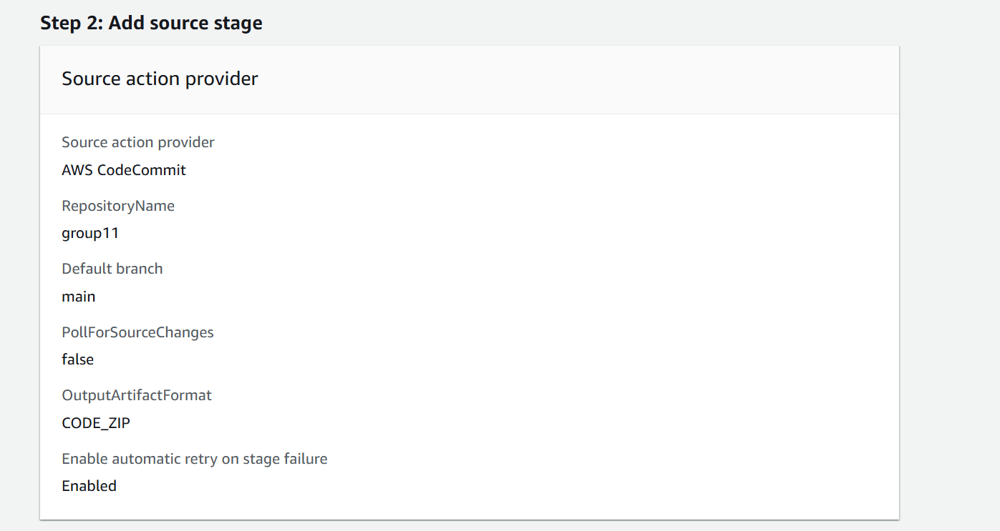 Step 2: Add source stage
Source action provider
Source action provider
AWS CodeCommit
RepositoryName
group11
Default branch
main
PollForSourceChanges
false
OutputArtifactFormat
CODE_ZIP
Enable automatic retry on stage failure
Enabled